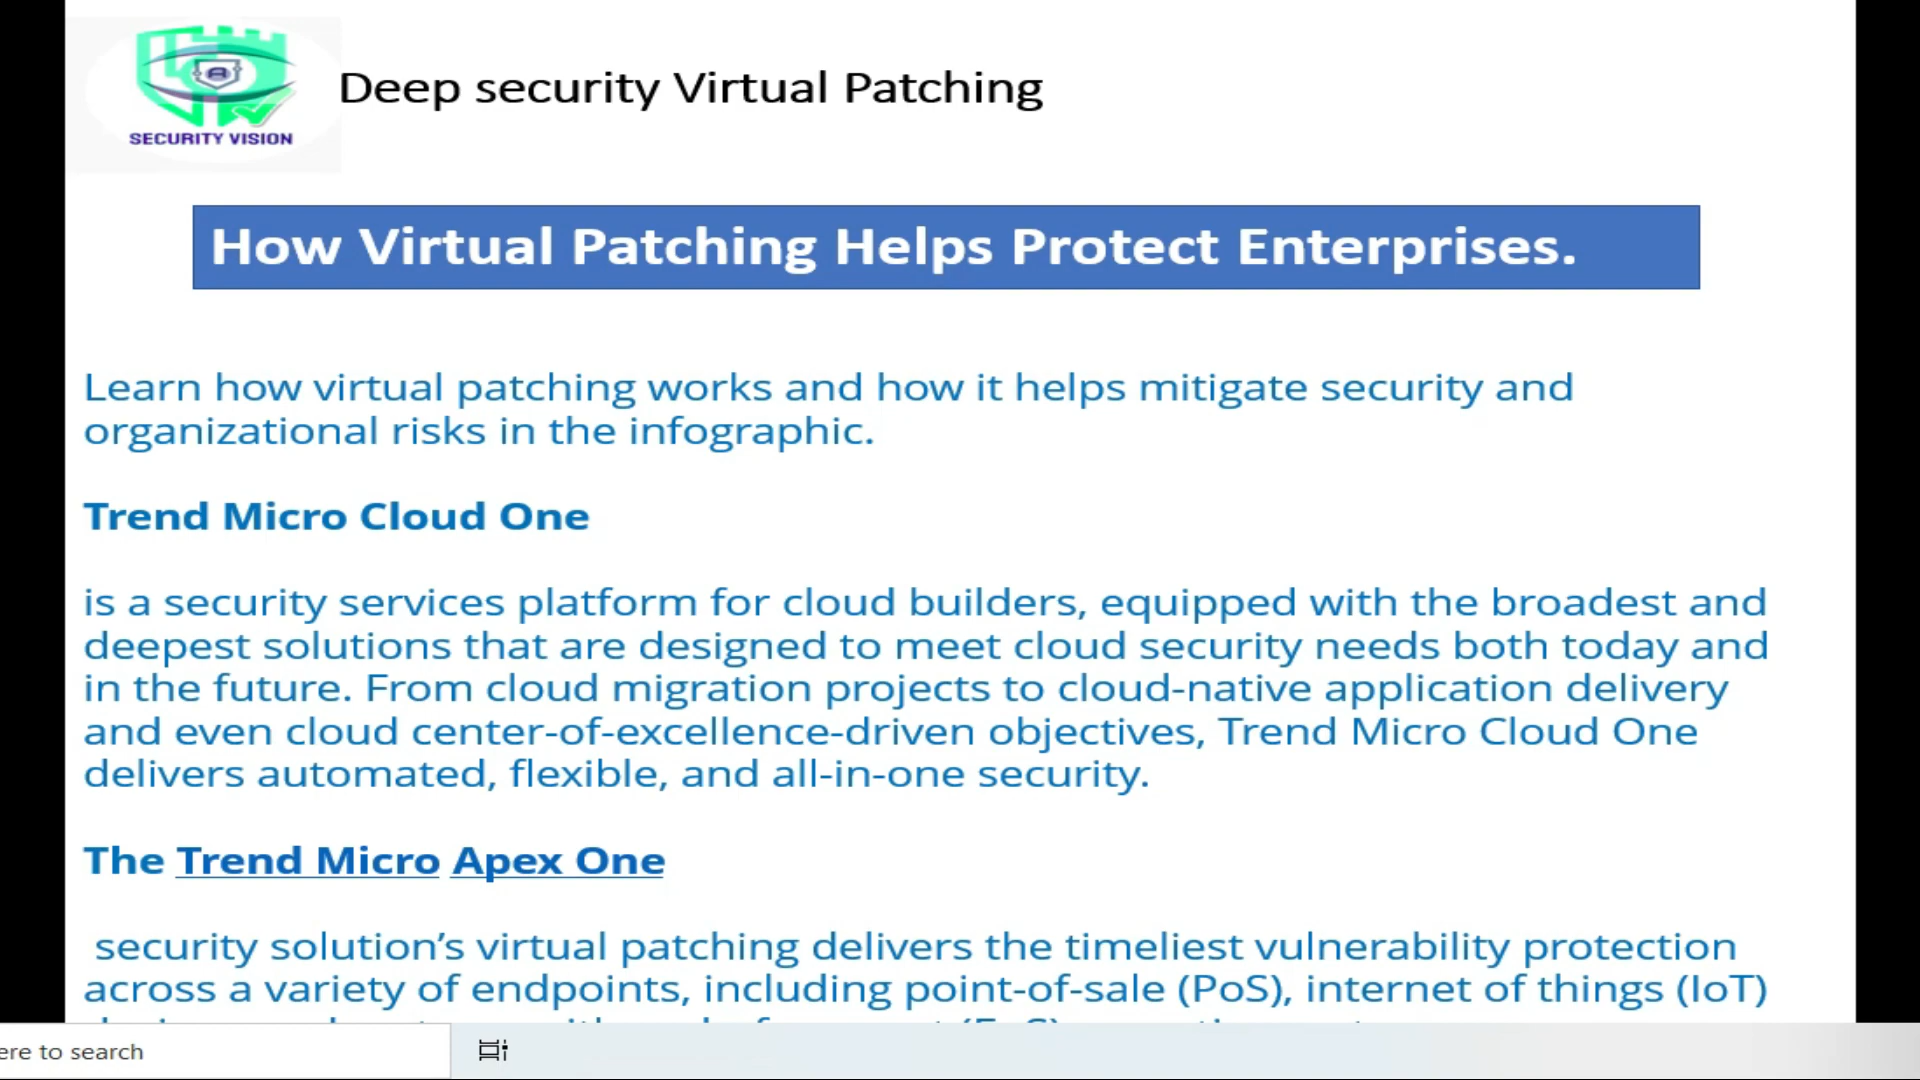 SECURITY VISION
Deep security Virtual Patching
How Virtual Patching Helps Protect Enterprises.
Learn how virtual patching works and how it helps mitigate security and
organizational risks in the infographic.
Trend Micro Cloud One
is a security services platform for cloud builders, equipped with the broadest and
deepest solutions that are designed to meet cloud security needs both today and
in the future. From cloud migration projects to cloud-native application delivery
and even cloud center-of-excellence-driven objectives, Trend Micro Cloud One
delivers automated, flexible, and all-in-one security.
The Trend Micro Apex One
security solution’s virtual patching delivers the timeliest vulnerability protection
across a variety of endpoints, including point-of-sale (PoS), internet of things (IoT)
ere to search